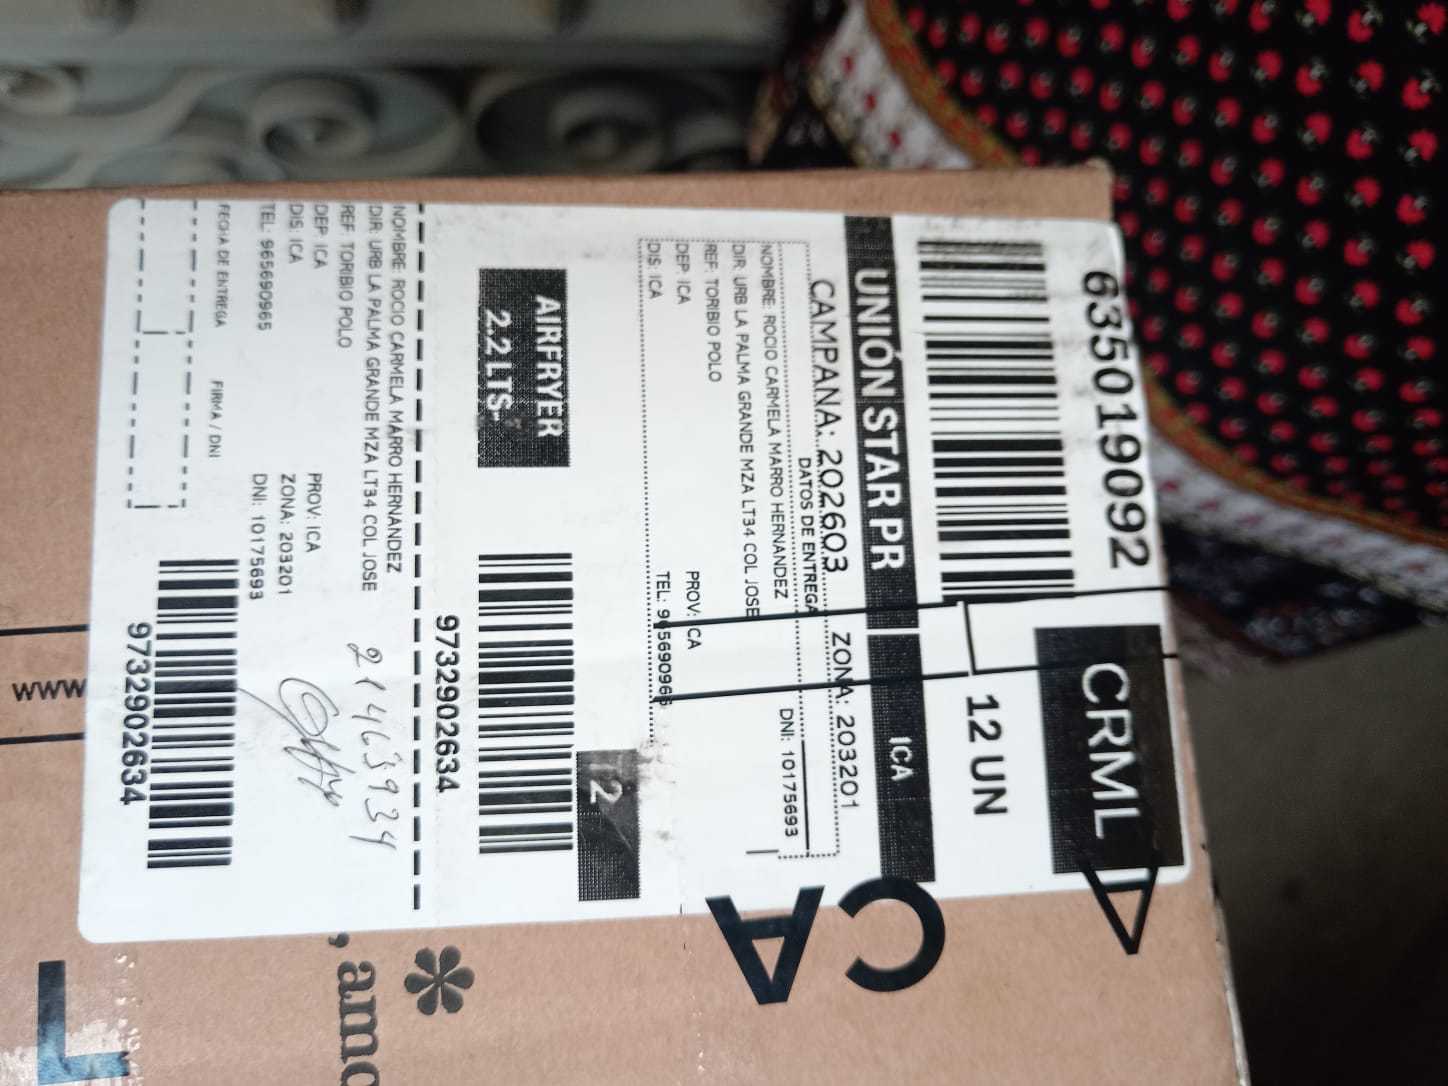 635019092
CRML
12 UN
UNIÓN STAR PR ICA
CAMPANA: 202603 ZONA: 203201
DATOS DE ENTREGA
NOMBRE: ROCIO CARMELA MARRO HERNANDEZ DNI: 10175693
DIR: URB LA PALMA GRANDE MZA LT34 COL JOSE
REF: TORIBIO POLO
DEP: ICA PROV: ICA
DIS: ICA TEL: 965690965
12
AIRFRYER
2.2 LTS-
9732902634
NOMBRE: ROCIO CARMELA MARRO HERNANDEZ
DIR: URB LA PALMA GRANDE MZA LT34 COL JOSE
REF: TORIBIO POLO
DEP: ICA PROV: ICA
DIS: ICA ZONA: 203201
TEL: 965690965 DNI: 10175693
21463934
FECHA DE ENTREGA FIRMA / DNI
9732902634
www
CA
A
, amo
L